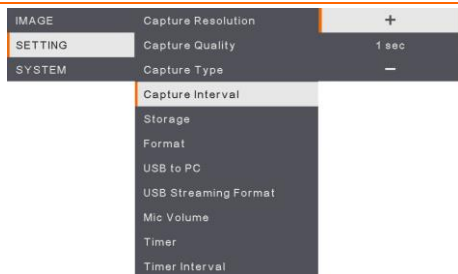 IMAGE
SETTING
SYSTEM
Capture Resolution
Capture Quality
Capture Type
Capture Interval
Storage
Format
USB to PC
USB Streaming Format
Mic Volume
Timer
Timer Interval
+
1 sec
−